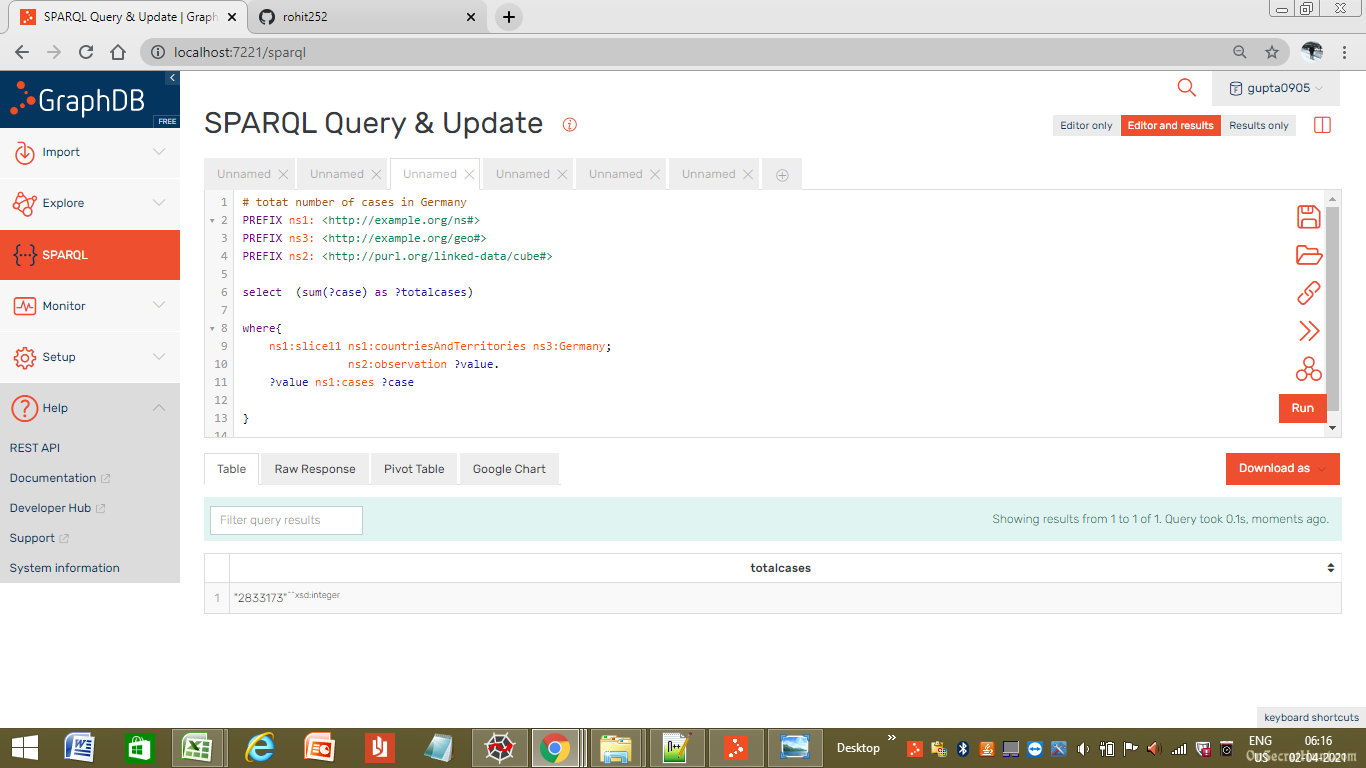 SPARQL Query & Update | Graph
rohit252
localhost:7221/sparql
GraphDB
FREE
gupta0905
SPARQL Query & Update
Editor only
Editor and results
Results only
Import
Explore
SPARQL
Monitor
Setup
Help
REST API
Documentation
Developer Hub
Support
System information
Unnamed
Unnamed
Unnamed
Unnamed
Unnamed
Unnamed
1 # totat number of cases in Germany
2 PREFIX ns1: <http://example.org/ns#>
3 PREFIX ns3: <http://example.org/geo#>
4 PREFIX ns2: <http://purl.org/linked-data/cube#>
5
6 select  (sum(?case) as ?totalcases)
7
8 where{
9 ns1:slice11 ns1:countriesAndTerritories ns3:Germany;
10 ns2:observation ?value.
11 ?value ns1:cases ?case
12
13 }
14
Run
Table
Raw Response
Pivot Table
Google Chart
Download as
Filter query results
Showing results from 1 to 1 of 1. Query took 0.1s, moments ago.
totalcases
1 "2833173"^^xsd:integer
keyboard shortcuts
Desktop
ENG
US
06:16
02-04-2021